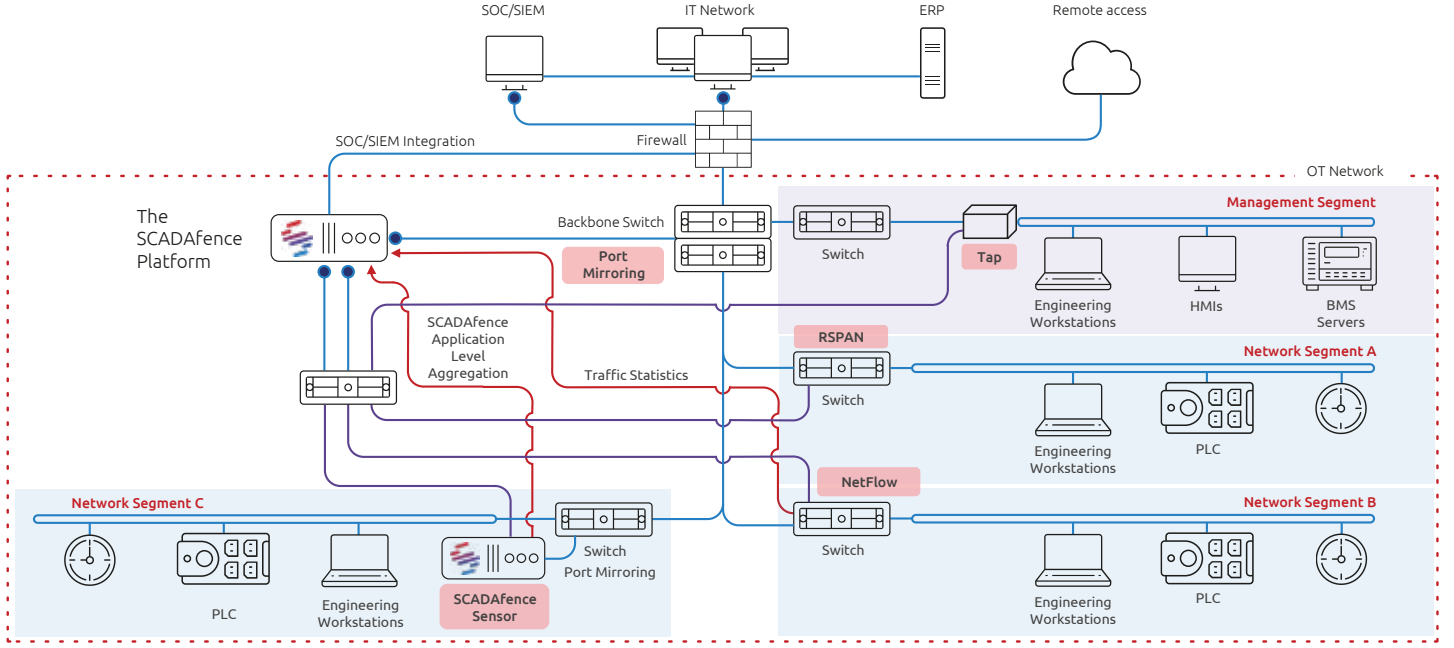 SOC/SIEM
IT Network
ERP
Remote access
SOC/SIEM Integration
Firewall
OT Network
The
SCADAfence
Platform
Backbone Switch
Port
Mirroring
Switch
Tap
Management Segment
Engineering
Workstations
HMIs
BMS
Servers
SCADAfence
Application
Level
Aggregation
Traffic Statistics
RSPAN
Switch
Network Segment A
Engineering
Workstations
PLC
NetFlow
Switch
Network Segment B
Engineering
Workstations
PLC
Network Segment C
PLC
Engineering
Workstations
SCADAfence
Sensor
Switch
Port Mirroring